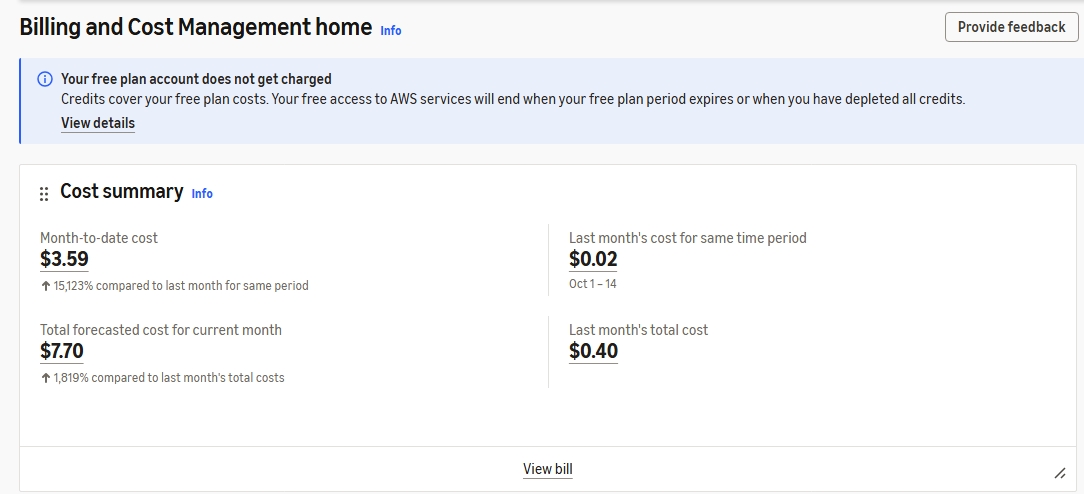 Billing and Cost Management home Info
Provide feedback
Your free plan account does not get charged
Credits cover your free plan costs. Your free access to AWS services will end when your free plan period expires or when you have depleted all credits.
View details
Cost summary Info
Month-to-date cost
$3.59
↑ 15,123% compared to last month for same period
Last month's cost for same time period
$0.02
Oct 1 – 14
Total forecasted cost for current month
$7.70
↑ 1,819% compared to last month's total costs
Last month's total cost
$0.40
View bill